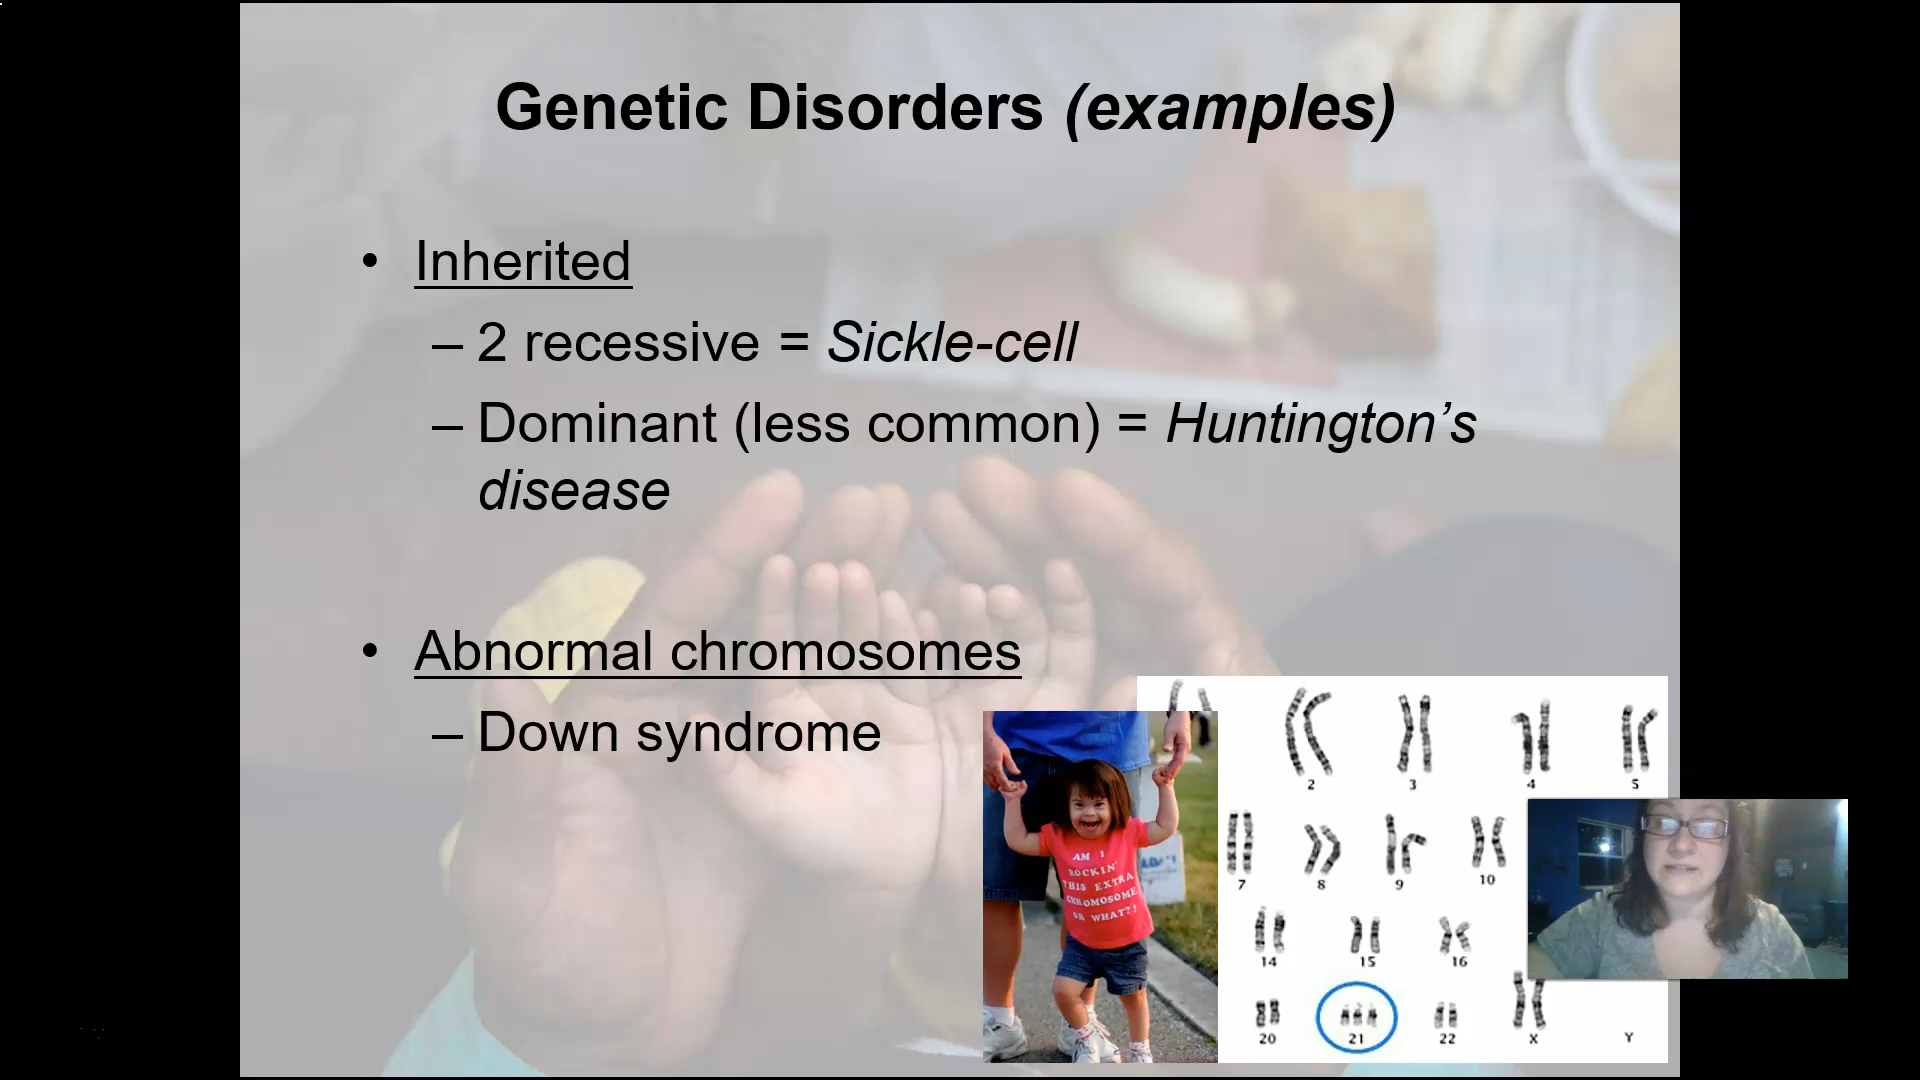 Genetic Disorders (examples)
• Inherited
– 2 recessive = Sickle-cell
– Dominant (less common) = Huntington’s
disease
• Abnormal chromosomes
– Down syndrome
AM I
ROCKIN'
THIS EXTRA
CHROMOSOME
OR WHAT?!
2 3 4 5
7 8 9 10
14 15 16
20 21 22 X Y